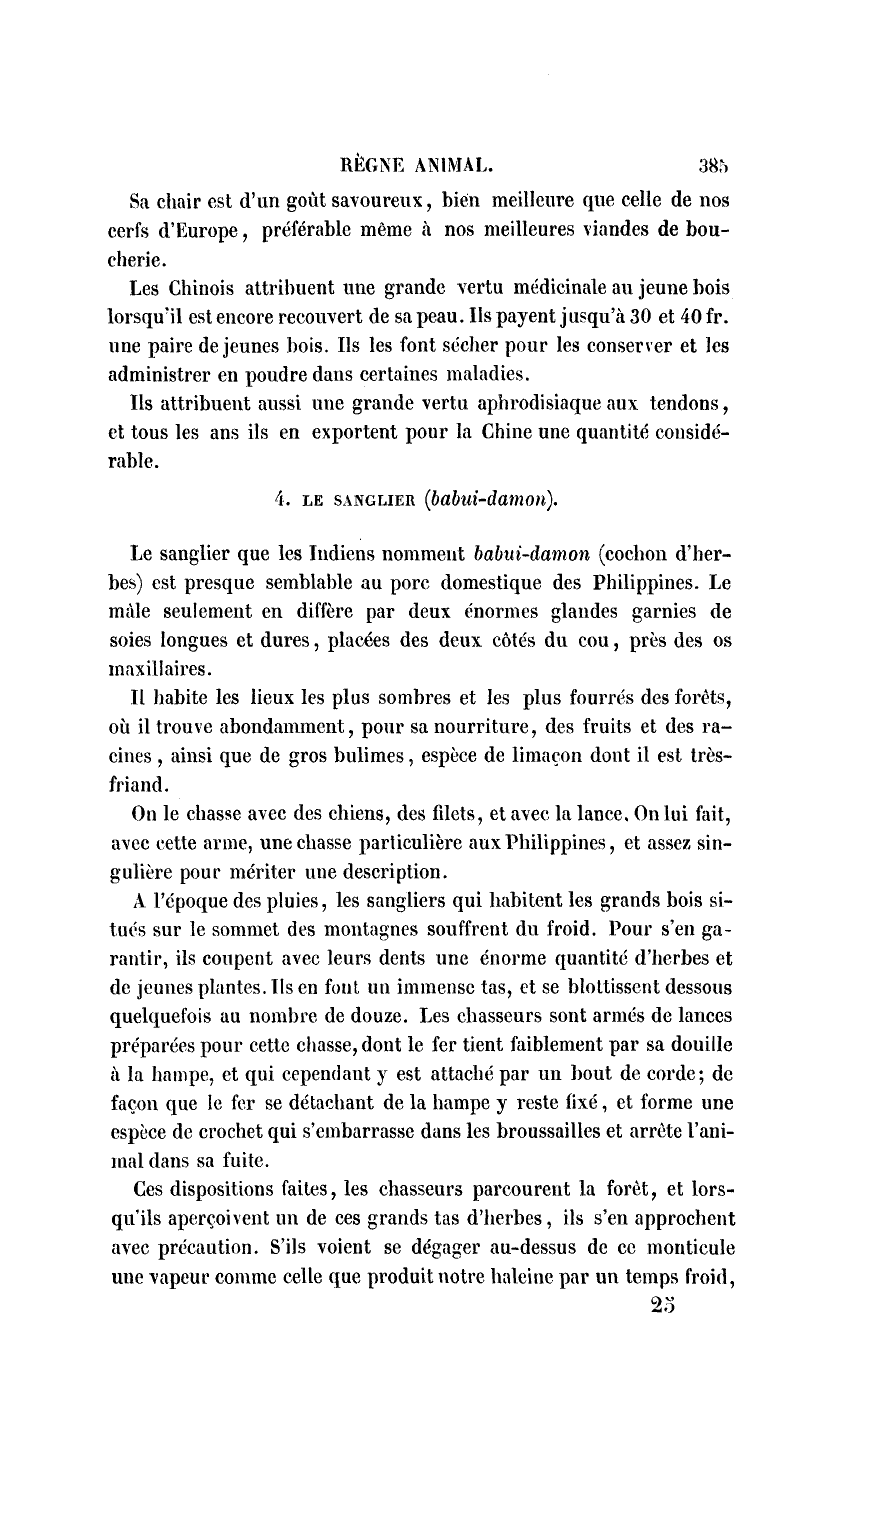 RÈGNE ANIMAL. 385
Sa chair est d'un goût savoureux, bien meilleure que celle de nos
cerfs d'Europe, préférable même à nos meilleures viandes de bou-
cherie.
Les Chinois attribuent une grande vertu médicinale au jeune bois
lorsqu'il est encore recouvert de sa peau. Ils payent jusqu'à 30 et 40 fr.
une paire de jeunes bois. Ils les font sécher pour les conserver et les
administrer en poudre dans certaines maladies.
Ils attribuent aussi une grande vertu aphrodisiaque aux tendons,
et tous les ans ils en exportent pour la Chine une quantité considé-
rable.
4. LE SANGLIER (babui-damon).
Le sanglier que les Indiens nomment babui-damon (cochon d'her-
bes) est presque semblable au porc domestique des Philippines. Le
mâle seulement en diffère par deux énormes glandes garnies de
soies longues et dures, placées des deux côtés du cou, près des os
maxillaires.
Il habite les lieux les plus sombres et les plus fourrés des forêts,
où il trouve abondamment, pour sa nourriture, des fruits et des ra-
cines, ainsi que de gros bulimes, espèce de limaçon dont il est très-
friand.
On le chasse avec des chiens, des filets, et avec la lance. On lui fait,
avec cette arme, une chasse particulière aux Philippines, et assez sin-
gulière pour mériter une description.
A l'époque des pluies, les sangliers qui habitent les grands bois si-
tués sur le sommet des montagnes souffrent du froid. Pour s'en ga-
rantir, ils coupent avec leurs dents une énorme quantité d'herbes et
de jeunes plantes. Ils en font un immense tas, et se blottissent dessous
quelquefois au nombre de douze. Les chasseurs sont armés de lances
préparées pour cette chasse, dont le fer tient faiblement par sa douille
à la hampe, et qui cependant y est attaché par un bout de corde; de
façon que le fer se détachant de la hampe y reste fixé, et forme une
espèce de crochet qui s'embarrasse dans les broussailles et arrête l'ani-
mal dans sa fuite.
Ces dispositions faites, les chasseurs parcourent la forêt, et lors-
qu'ils aperçoivent un de ces grands tas d'herbes, ils s'en approchent
avec précaution. S'ils voient se dégager au-dessus de ce monticule
une vapeur comme celle que produit notre haleine par un temps froid,
25